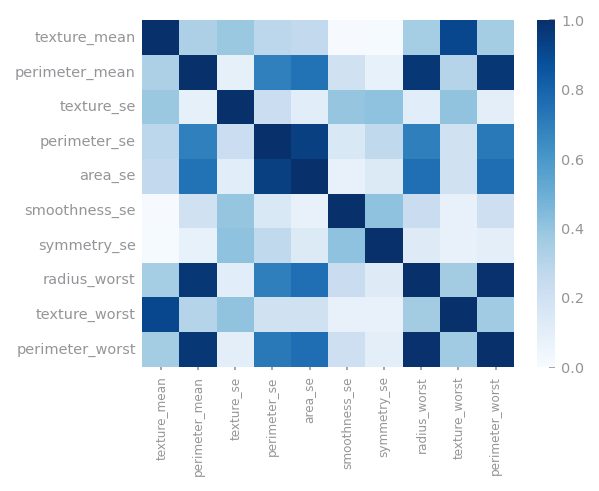 texture_mean
perimeter_mean
texture_se
perimeter_se
area_se
smoothness_se
symmetry_se
radius_worst
texture_worst
perimeter_worst
texture_mean
perimeter_mean
texture_se
perimeter_se
area_se
smoothness_se
symmetry_se
radius_worst
texture_worst
perimeter_worst
1.0
0.8
0.6
0.4
0.2
0.0